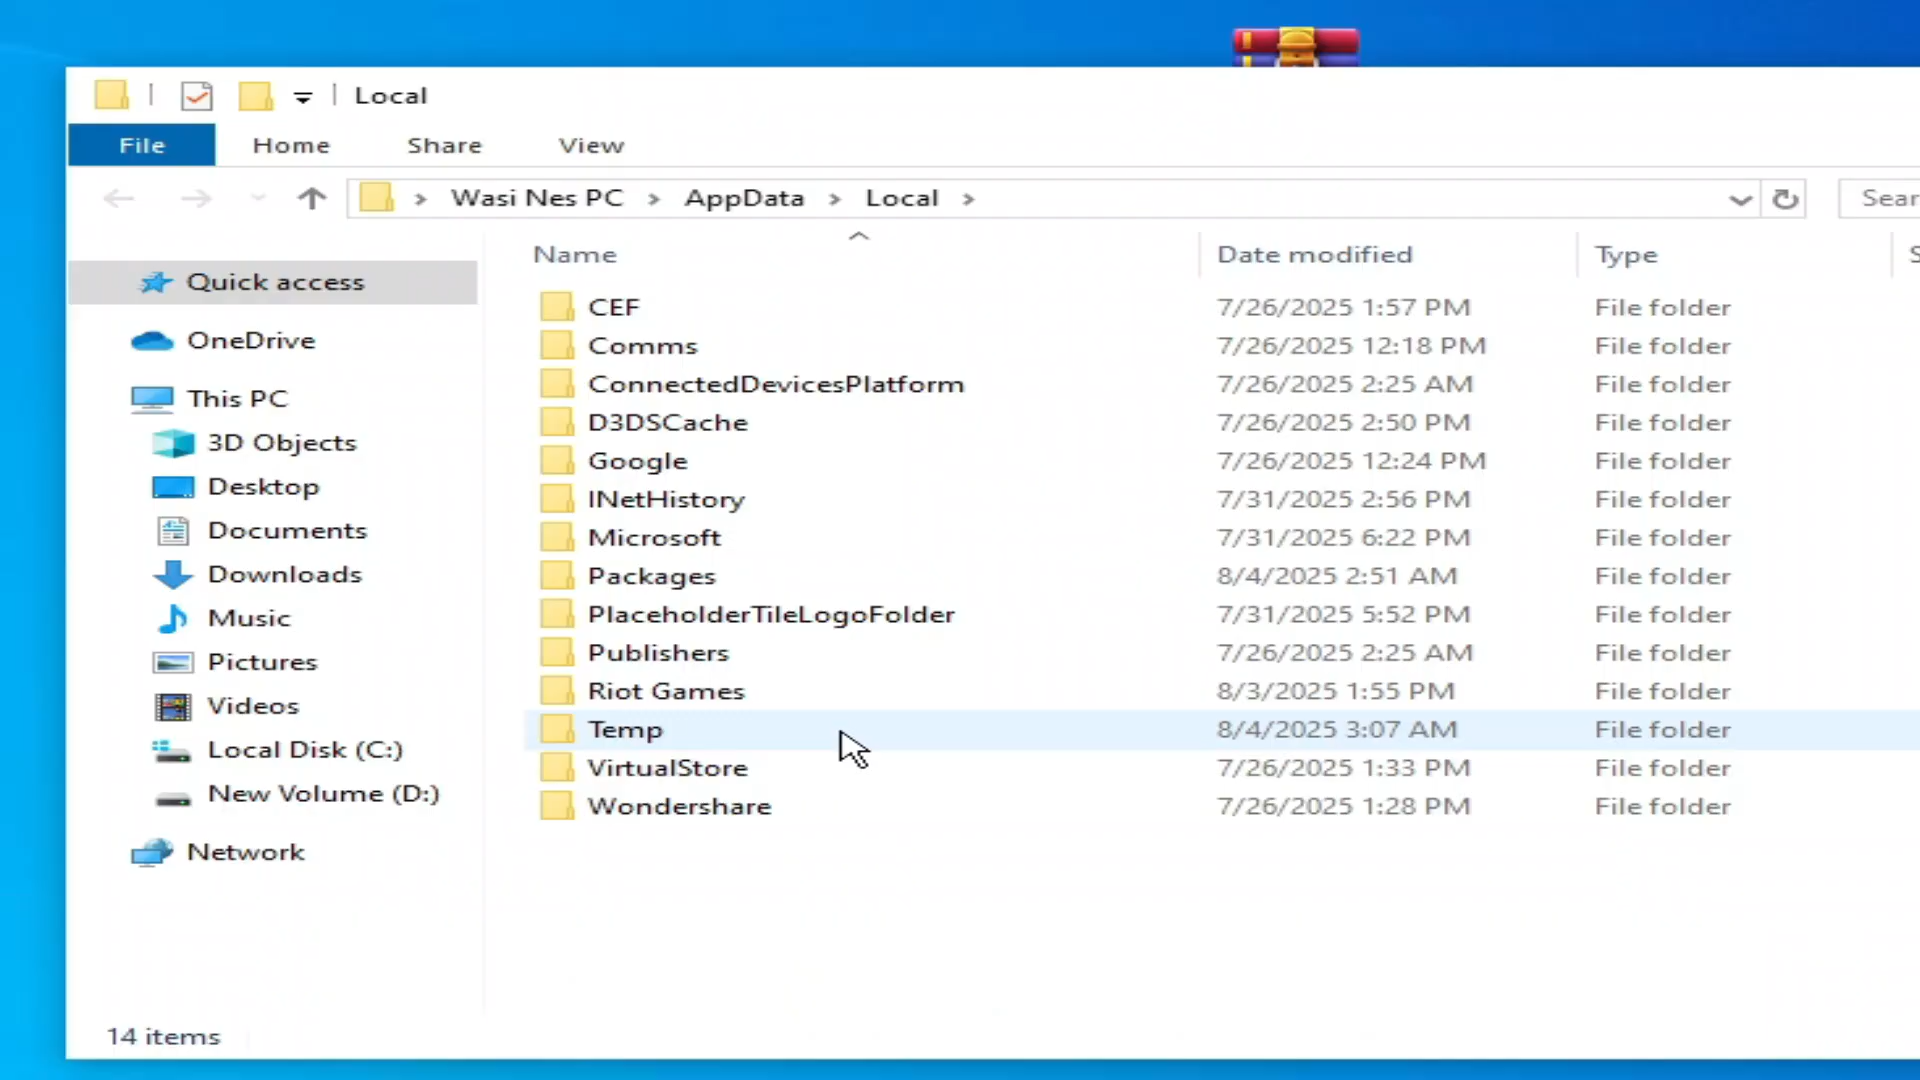 Local
File Home Share View
Wasi Nes PC > AppData > Local >
Sear
Name Date modified Type S
Quick access
OneDrive
This PC
3D Objects
Desktop
Documents
Downloads
Music
Pictures
Videos
Local Disk (C:)
New Volume (D:)
Network
CEF 7/26/2025 1:57 PM File folder
Comms 7/26/2025 12:18 PM File folder
ConnectedDevicesPlatform 7/26/2025 2:25 AM File folder
D3DSCache 7/26/2025 2:50 PM File folder
Google 7/26/2025 12:24 PM File folder
INetHistory 7/31/2025 2:56 PM File folder
Microsoft 7/31/2025 6:22 PM File folder
Packages 8/4/2025 2:51 AM File folder
PlaceholderTileLogoFolder 7/31/2025 5:52 PM File folder
Publishers 7/26/2025 2:25 AM File folder
Riot Games 8/3/2025 1:55 PM File folder
Temp 8/4/2025 3:07 AM File folder
VirtualStore 7/26/2025 1:33 PM File folder
Wondershare 7/26/2025 1:28 PM File folder
14 items